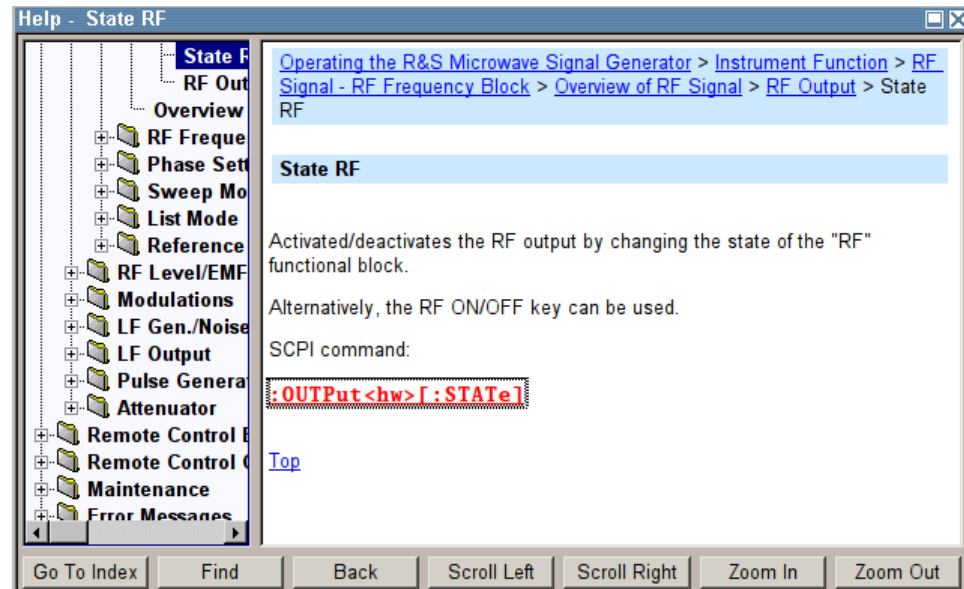 Help - State RF
State R
RF Out
Overview
RF Freque
Phase Sett
Sweep Mo
List Mode
Reference
RF Level/EMF
Modulations
LF Gen./Noise
LF Output
Pulse Genera
Attenuator
Remote Control B
Remote Control C
Maintenance
Error Messages
Operating the R&S Microwave Signal Generator > Instrument Function > RF
Signal - RF Frequency Block > Overview of RF Signal > RF Output > State
RF
State RF
Activated/deactivates the RF output by changing the state of the "RF"
functional block.
Alternatively, the RF ON/OFF key can be used.
SCPI command:
:OUTPut<hw>[:STATe]
Top
Go To Index
Find
Back
Scroll Left
Scroll Right
Zoom In
Zoom Out